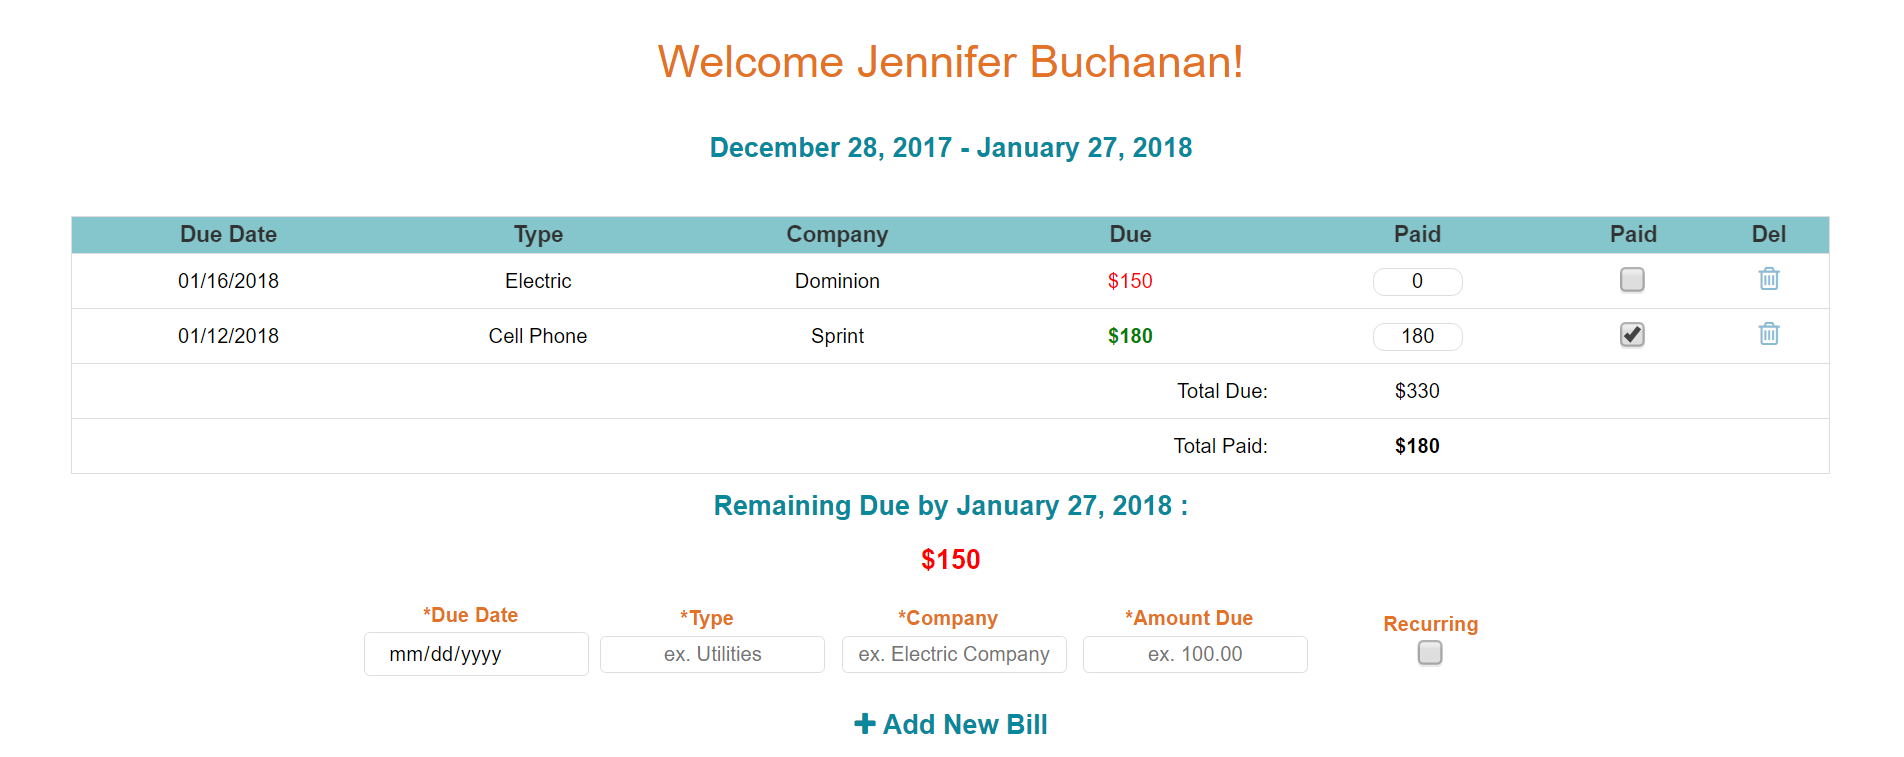 Welcome Jennifer Buchanan!
December 28, 2017 - January 27, 2018
Due Date Type Company Due Paid Paid Del
01/16/2018 Electric Dominion $150 0
01/12/2018 Cell Phone Sprint $180 180
Total Due: $330
Total Paid: $180
Remaining Due by January 27, 2018 :
$150
*Due Date *Type *Company *Amount Due Recurring
mm/dd/yyyy ex. Utilities ex. Electric Company ex. 100.00
+ Add New Bill